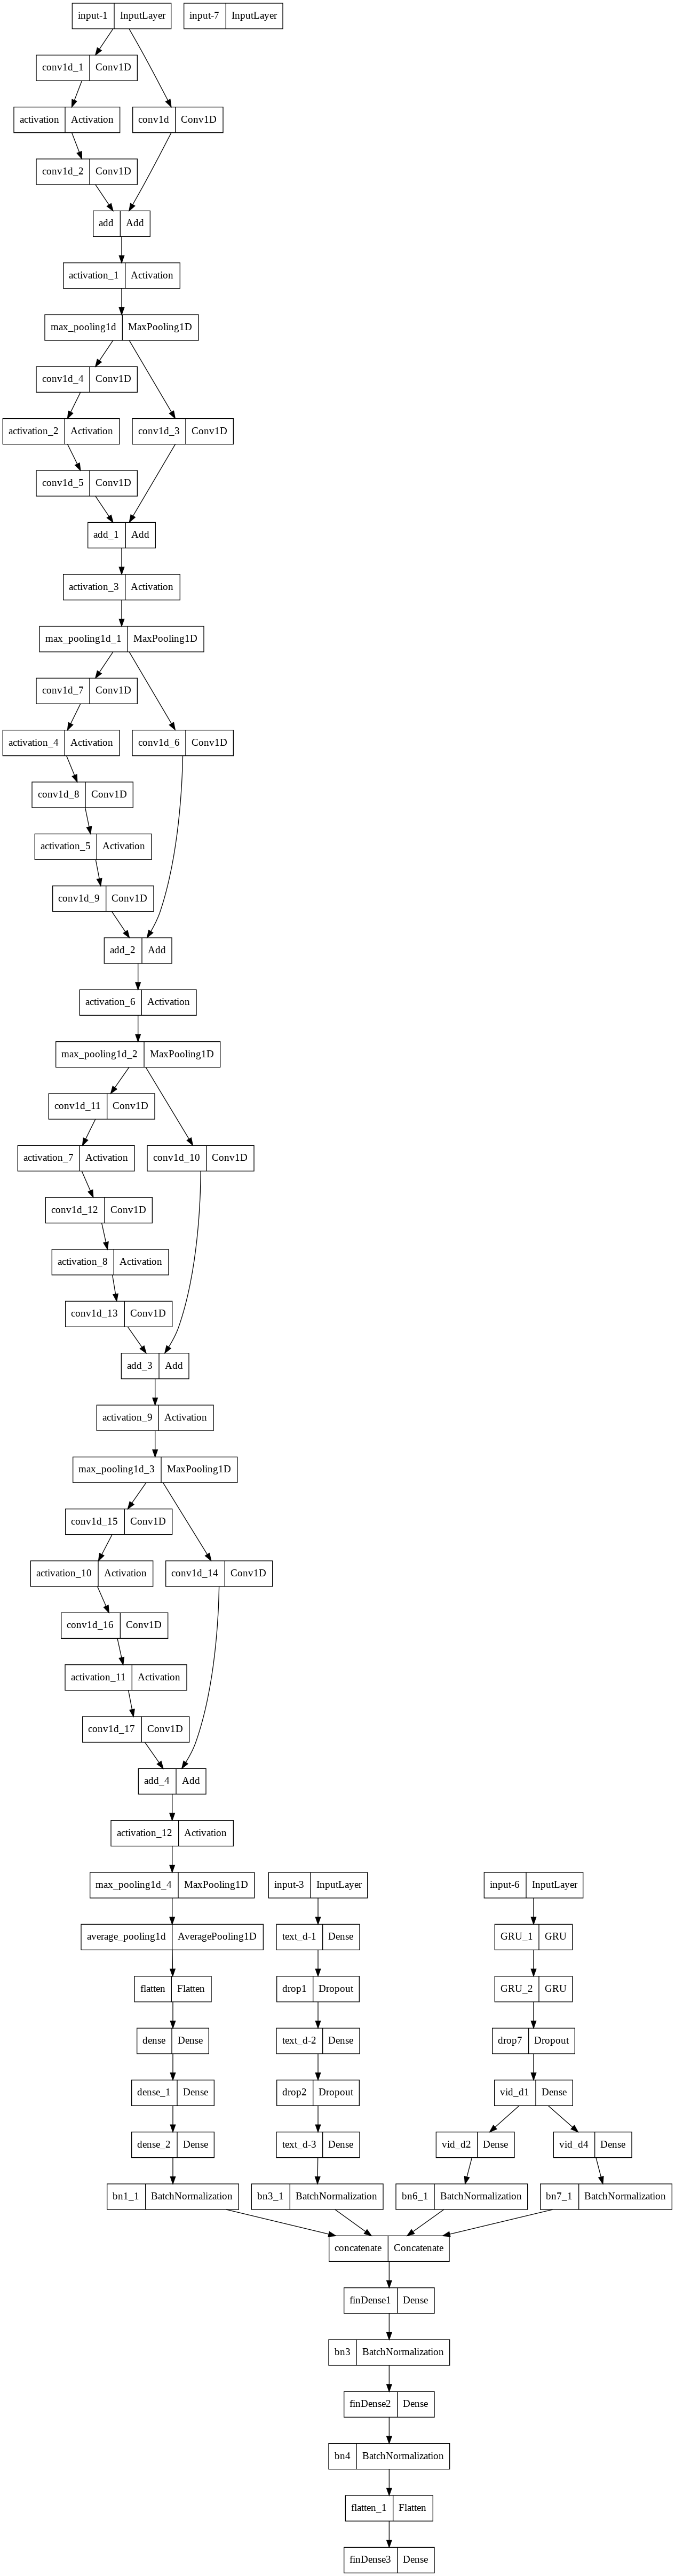 input-1 InputLayer input-7 InputLayer
conv1d_1 Conv1D
activation Activation conv1d Conv1D
conv1d_2 Conv1D
add Add
activation_1 Activation
max_pooling1d MaxPooling1D
conv1d_4 Conv1D
activation_2 Activation conv1d_3 Conv1D
conv1d_5 Conv1D
add_1 Add
activation_3 Activation
max_pooling1d_1 MaxPooling1D
conv1d_7 Conv1D
activation_4 Activation conv1d_6 Conv1D
conv1d_8 Conv1D
activation_5 Activation
conv1d_9 Conv1D
add_2 Add
activation_6 Activation
max_pooling1d_2 MaxPooling1D
conv1d_11 Conv1D
activation_7 Activation conv1d_10 Conv1D
conv1d_12 Conv1D
activation_8 Activation
conv1d_13 Conv1D
add_3 Add
activation_9 Activation
max_pooling1d_3 MaxPooling1D
conv1d_15 Conv1D
activation_10 Activation conv1d_14 Conv1D
conv1d_16 Conv1D
activation_11 Activation
conv1d_17 Conv1D
add_4 Add
activation_12 Activation
max_pooling1d_4 MaxPooling1D input-3 InputLayer input-6 InputLayer
average_pooling1d AveragePooling1D text_d-1 Dense GRU_1 GRU
flatten Flatten drop1 Dropout GRU_2 GRU
dense Dense text_d-2 Dense drop7 Dropout
dense_1 Dense drop2 Dropout vid_d1 Dense
dense_2 Dense text_d-3 Dense vid_d2 Dense vid_d4 Dense
bn1_1 BatchNormalization bn3_1 BatchNormalization bn6_1 BatchNormalization bn7_1 BatchNormalization
concatenate Concatenate
finDense1 Dense
bn3 BatchNormalization
finDense2 Dense
bn4 BatchNormalization
flatten_1 Flatten
finDense3 Dense